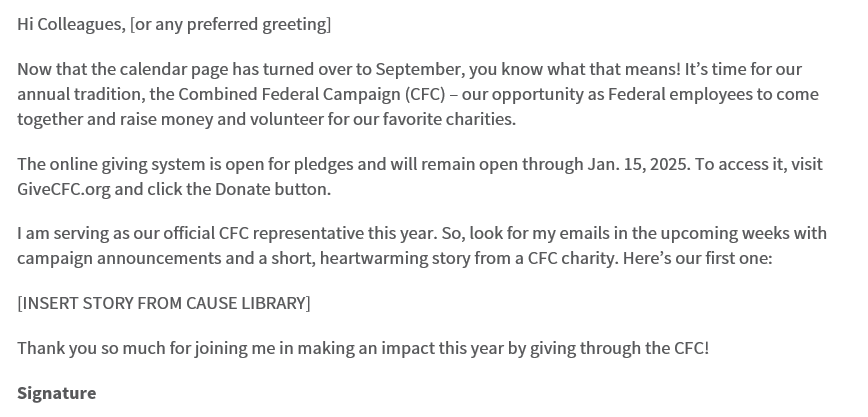 Hi Colleagues, [or any preferred greeting]
Now that the calendar page has turned over to September, you know what that means! It’s time for our
annual tradition, the Combined Federal Campaign (CFC) – our opportunity as Federal employees to come
together and raise money and volunteer for our favorite charities.
The online giving system is open for pledges and will remain open through Jan. 15, 2025. To access it, visit
GiveCFC.org and click the Donate button.
I am serving as our official CFC representative this year. So, look for my emails in the upcoming weeks with
campaign announcements and a short, heartwarming story from a CFC charity. Here’s our first one:
[INSERT STORY FROM CAUSE LIBRARY]
Thank you so much for joining me in making an impact this year by giving through the CFC!
Signature